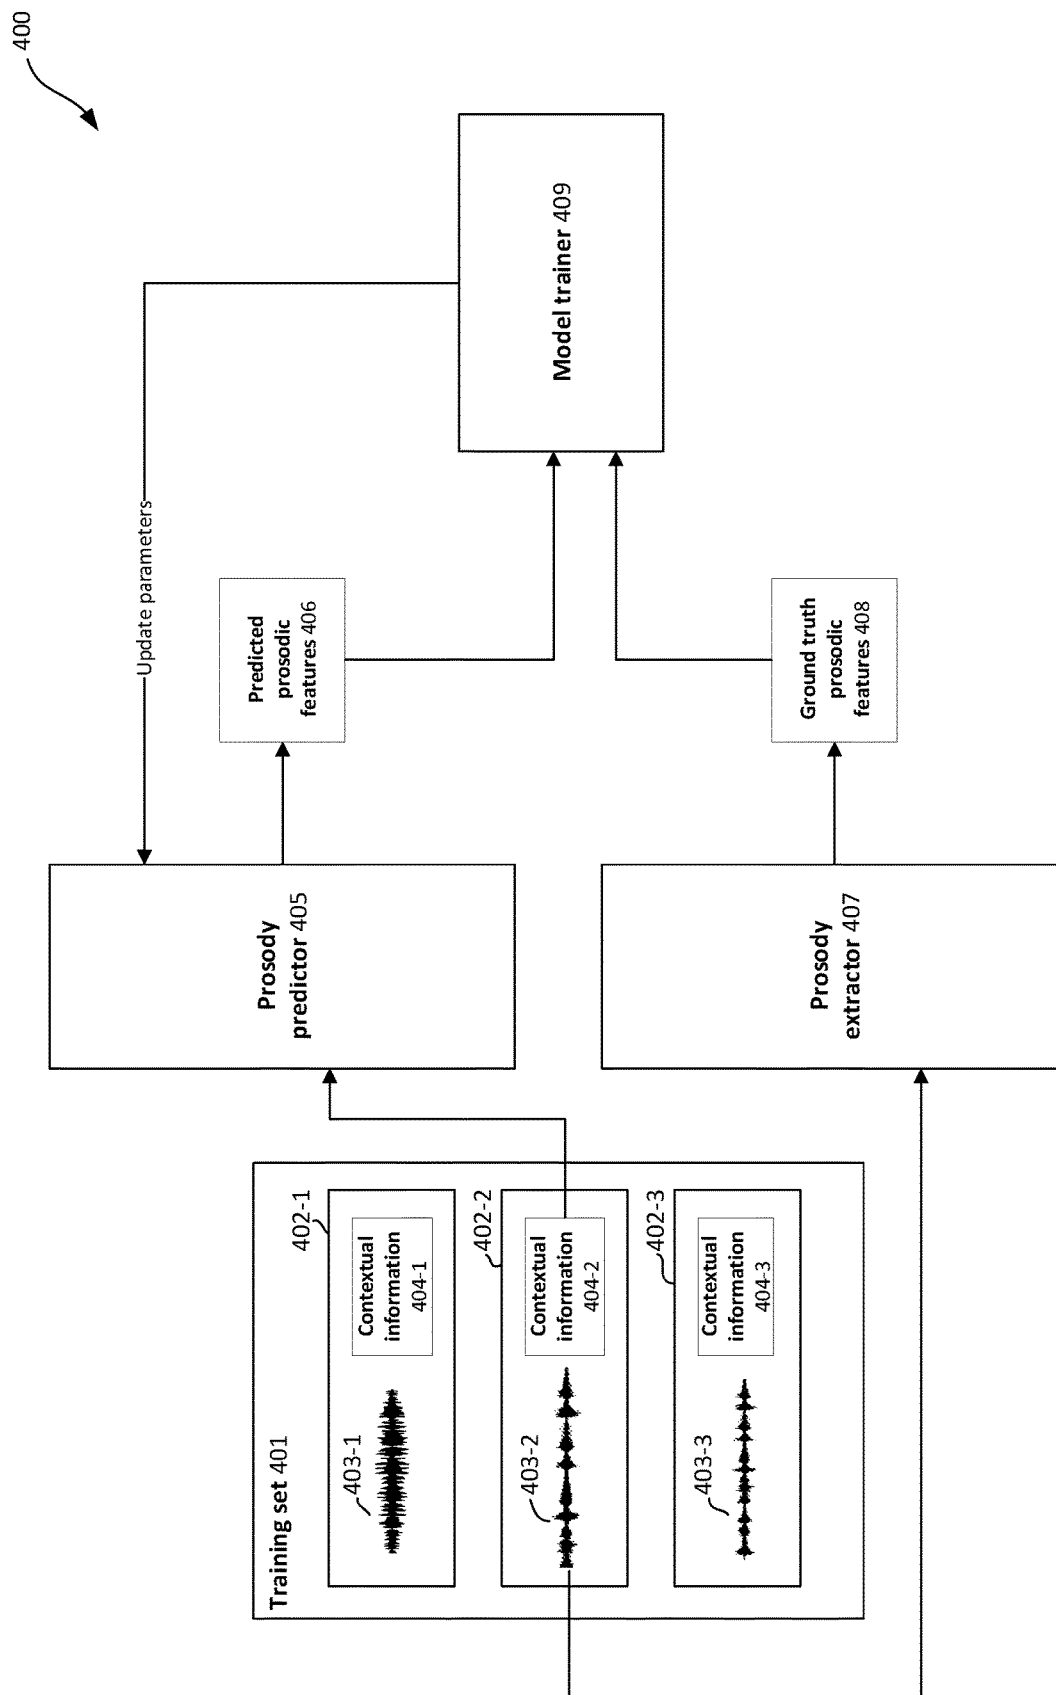 400
Training set 401
402-1
403-1
Contextual
information
404-1
402-2
403-2
Contextual
information
404-2
402-3
403-3
Contextual
information
404-3
Prosody
predictor 405
Prosody
extractor 407
Update parameters
Predicted
prosodic
features 406
Ground truth
prosodic
features 408
Model trainer 409